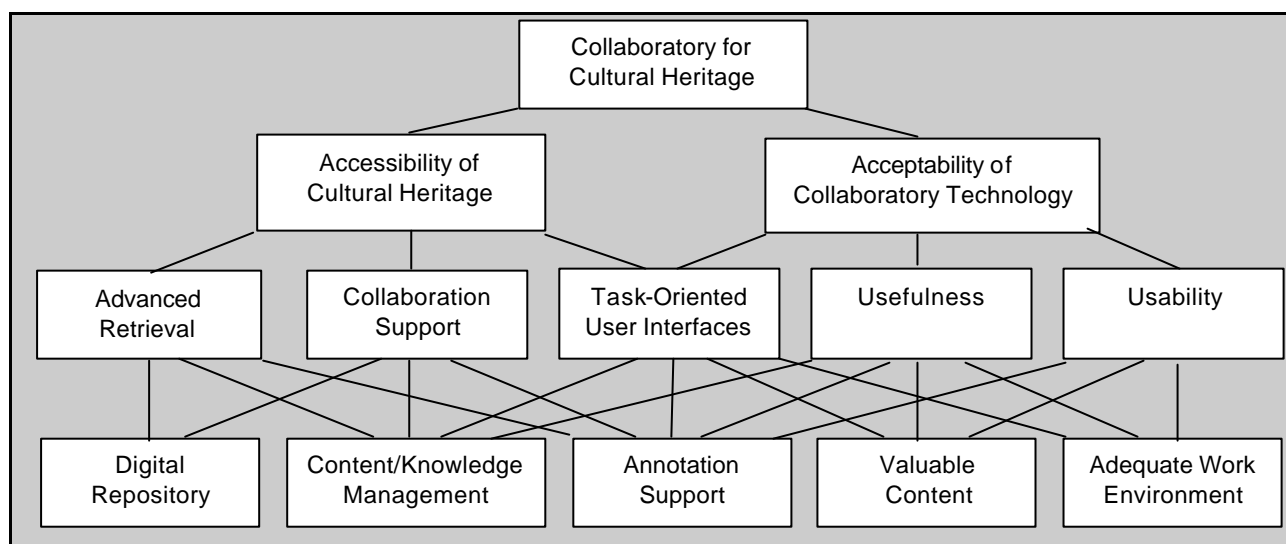 Collaboratory for
Cultural Heritage
Accessibility of
Cultural Heritage
Acceptability of
Collaboratory Technology
Advanced
Retrieval
Collaboration
Support
Task-Oriented
User Interfaces
Usefulness
Usability
Digital
Repository
Content/Knowledge
Management
Annotation
Support
Valuable
Content
Adequate Work
Environment